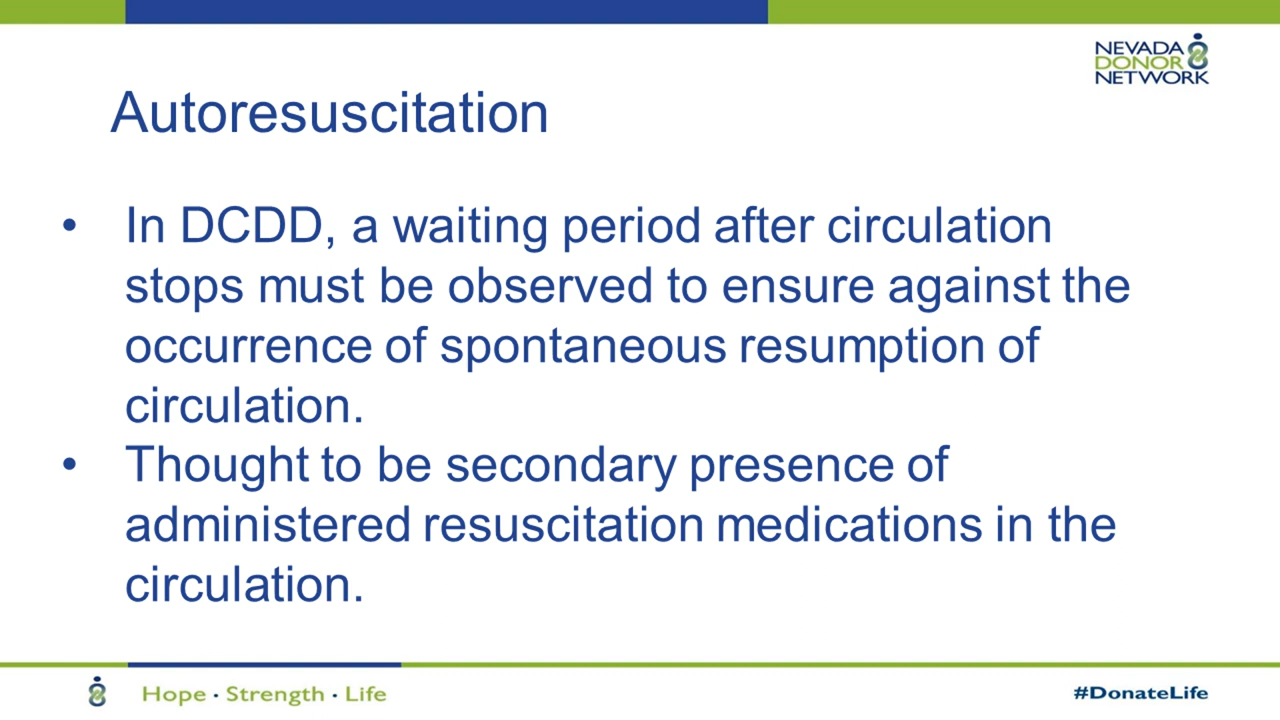 NEVADA
DONOR
NETWORK
Autoresuscitation
• In DCDD, a waiting period after circulation
stops must be observed to ensure against the
occurrence of spontaneous resumption of
circulation.
• Thought to be secondary presence of
administered resuscitation medications in the
circulation.
Hope · Strength · Life
#DonateLife